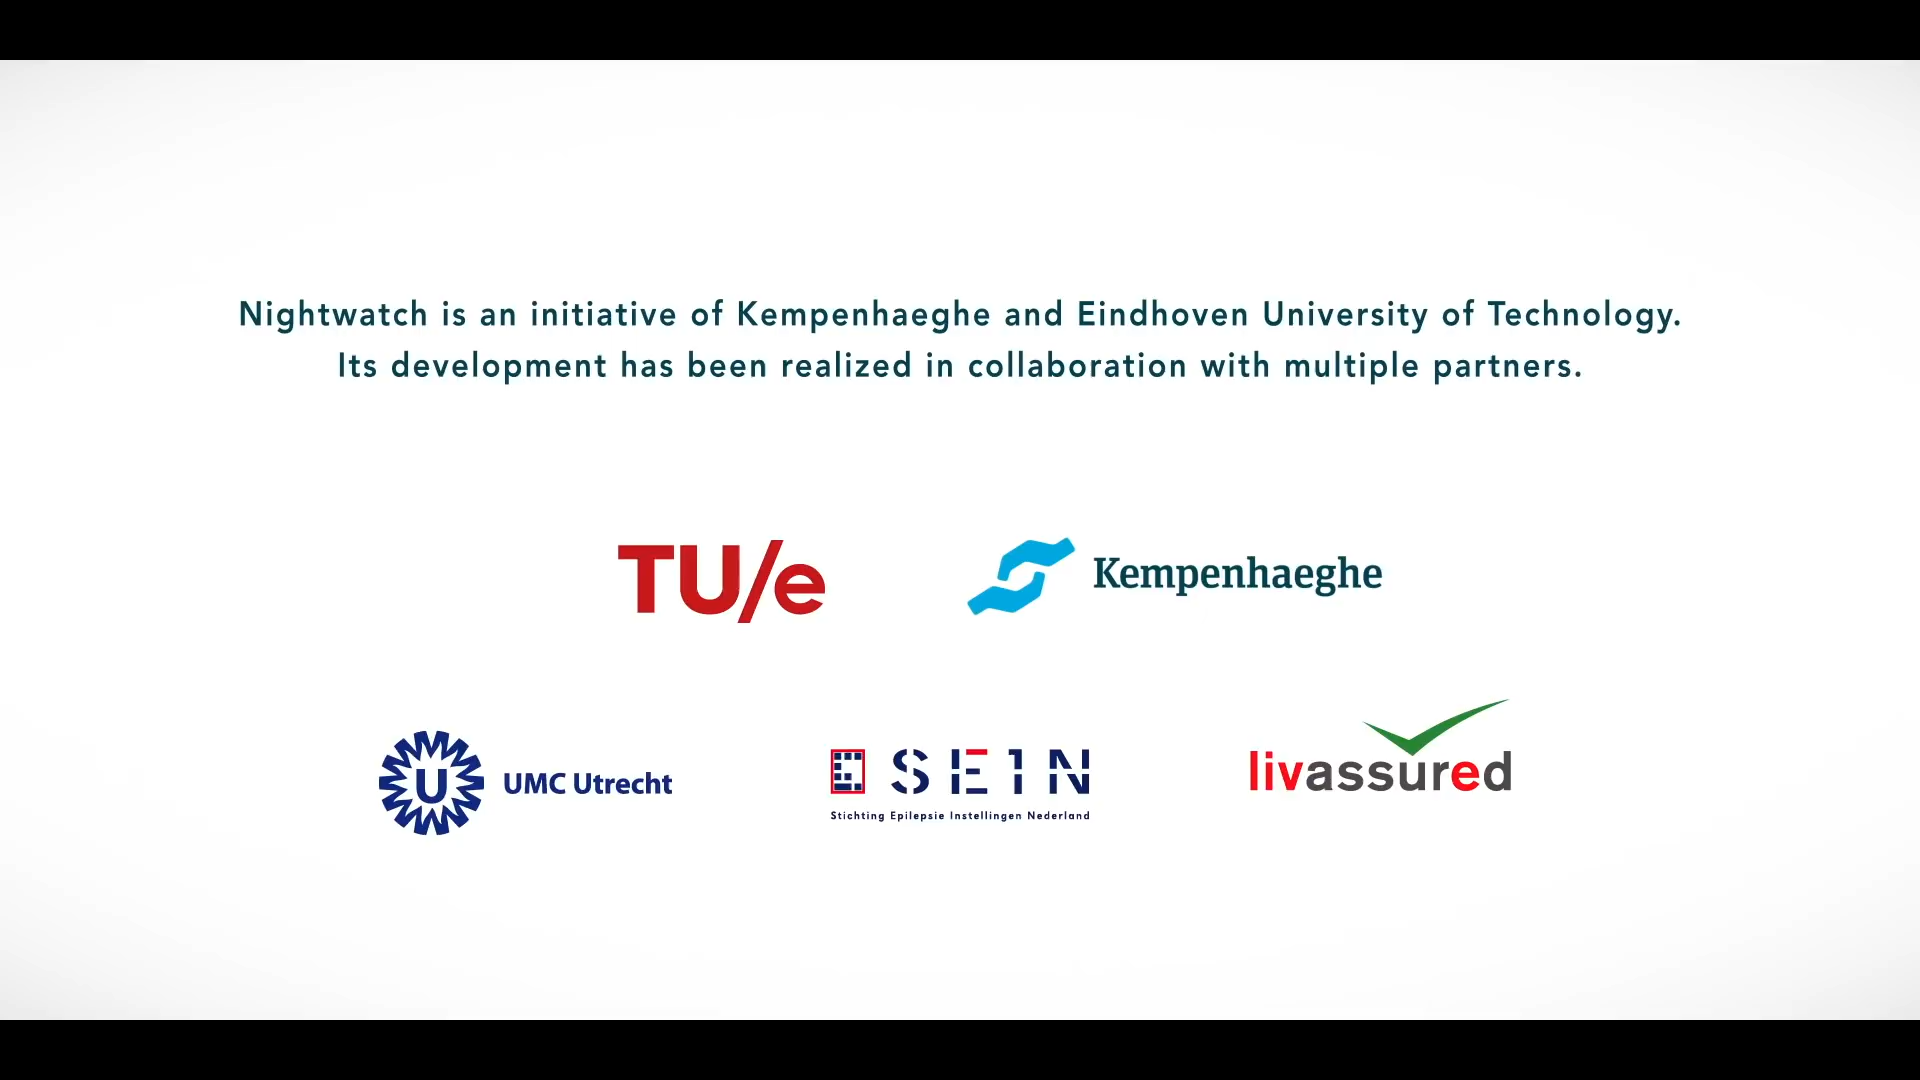 Nightwatch is an initiative of Kempenhaeghe and Eindhoven University of Technology.
Its development has been realized in collaboration with multiple partners.
TU/e
Kempenhaeghe
U UMC Utrecht
SEIN
Stichting Epilepsie Instellingen Nederland
livassured